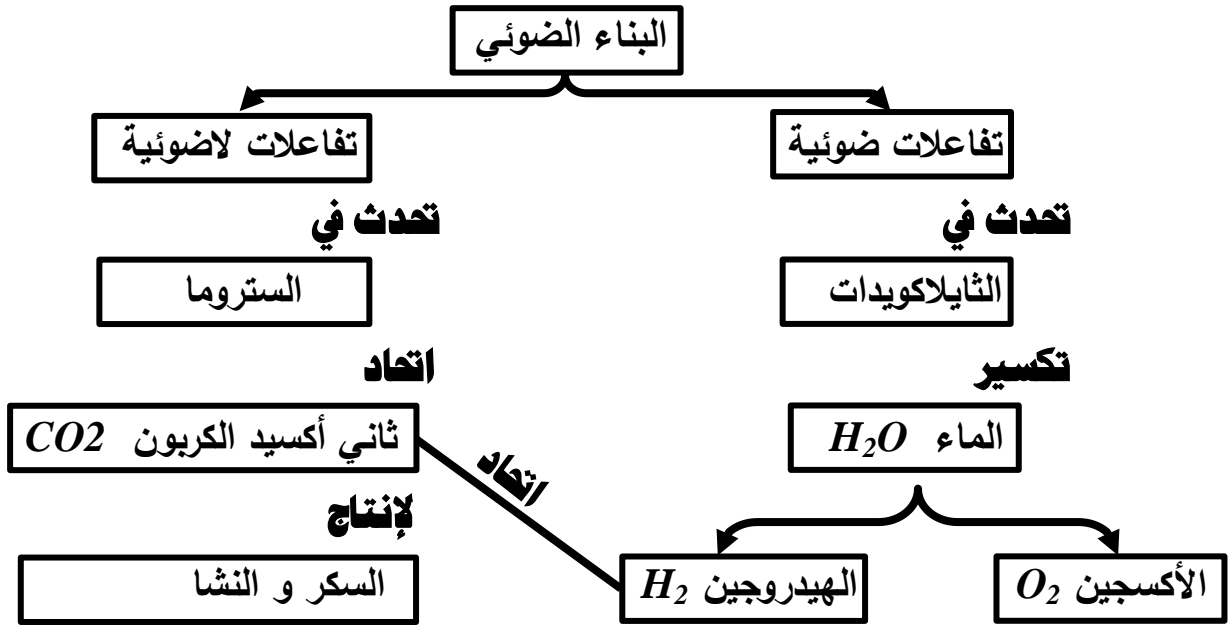 البناء الضوئي
تفاعلات ضوئية
تفاعلات لاضوئية
تحدث في
تحدث في
الثايلاكويدات
الستروما
تكسير
اتحاد
الماء H₂O
ثاني أكسيد الكربون CO2
اتحاد
لإنتاج
الأكسجين O₂
الهيدروجين H₂
السكر و النشا